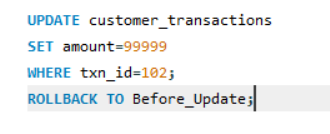 UPDATE customer_transactions
SET amount=99999
WHERE txn_id=102;
ROLLBACK TO Before_Update;